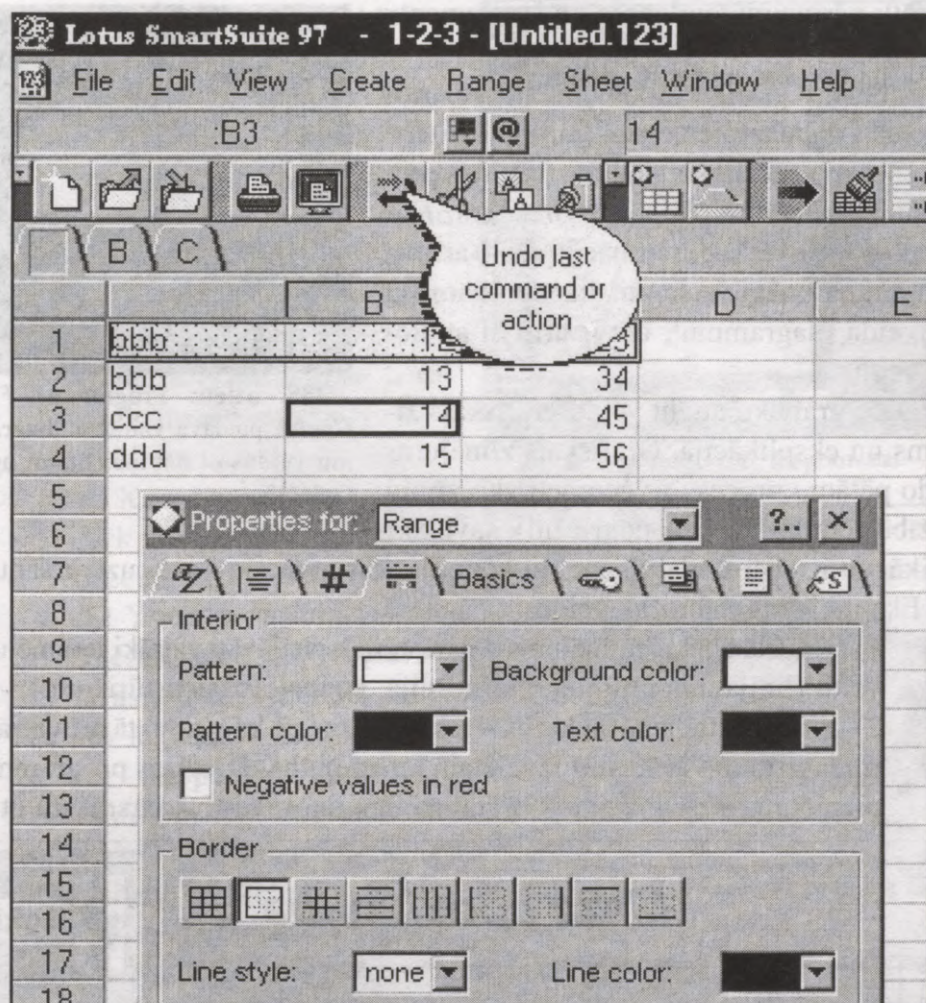 Lotus SmartSuite 97 - 1-2-3 - [Untitled.123]
File Edit View Create Range Sheet Window Help
:B3 @ 14
B C
Undo last
command or
action
B D E
1 bbb
2 bbb 13 34
3 ccc 14 45
4 ddd 15 56
5
6 Properties for: Range ?..
7 # Basics S
8 Interior
9
10 Pattern: Background color:
11 Pattern color: Text color:
12 Negative values in red
13
14 Border
15
16
17 Line style: none Line color:
18